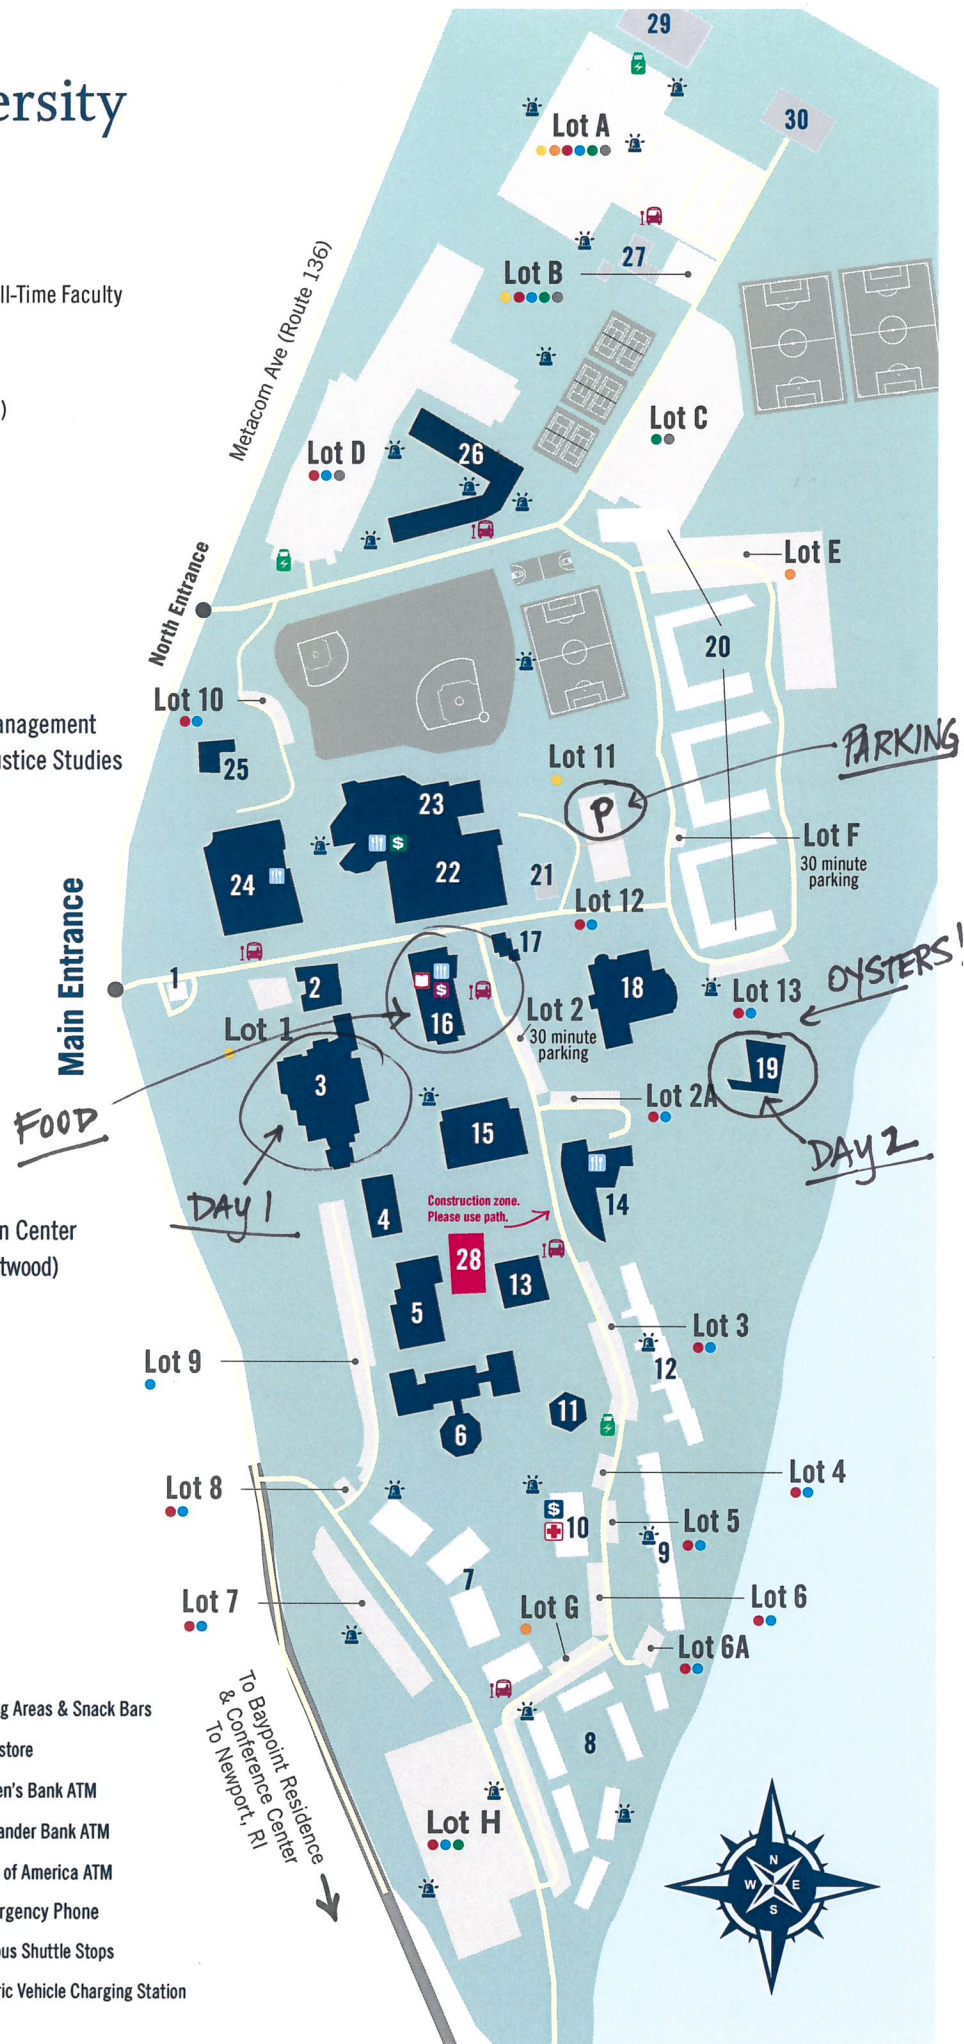 ersity
29
30
Lot A
27
Lot B
ll-Time Faculty
Metacom Ave (Route 136)
)
Lot C
Lot D
26
Lot E
North Entrance
20
Lot 10
anagement
ustice Studies
25
Lot 11
PARKING
P
23
Lot F
30 minute
parking
24
22
21
Lot 12
Main Entrance
17
1
2
16
18
Lot 13
OYSTERS!
Lot 1
Lot 2
30 minute
parking
3
19
Lot 2A
FOOD
15
DAY 2
DAY 1
4
Construction zone.
Please use path.
14
n Center
twood)
28
13
5
Lot 3
12
Lot 9
11
6
Lot 8
Lot 4
$
10
Lot 5
9
7
Lot 7
Lot G
Lot 6
Lot 6A
To Baypoint Residence
& Conference Center
To Newport, RI
8
g Areas & Snack Bars
store
en's Bank ATM
ander Bank ATM
of America ATM
rgency Phone
us Shuttle Stops
ric Vehicle Charging Station
Lot H
N
W E
S